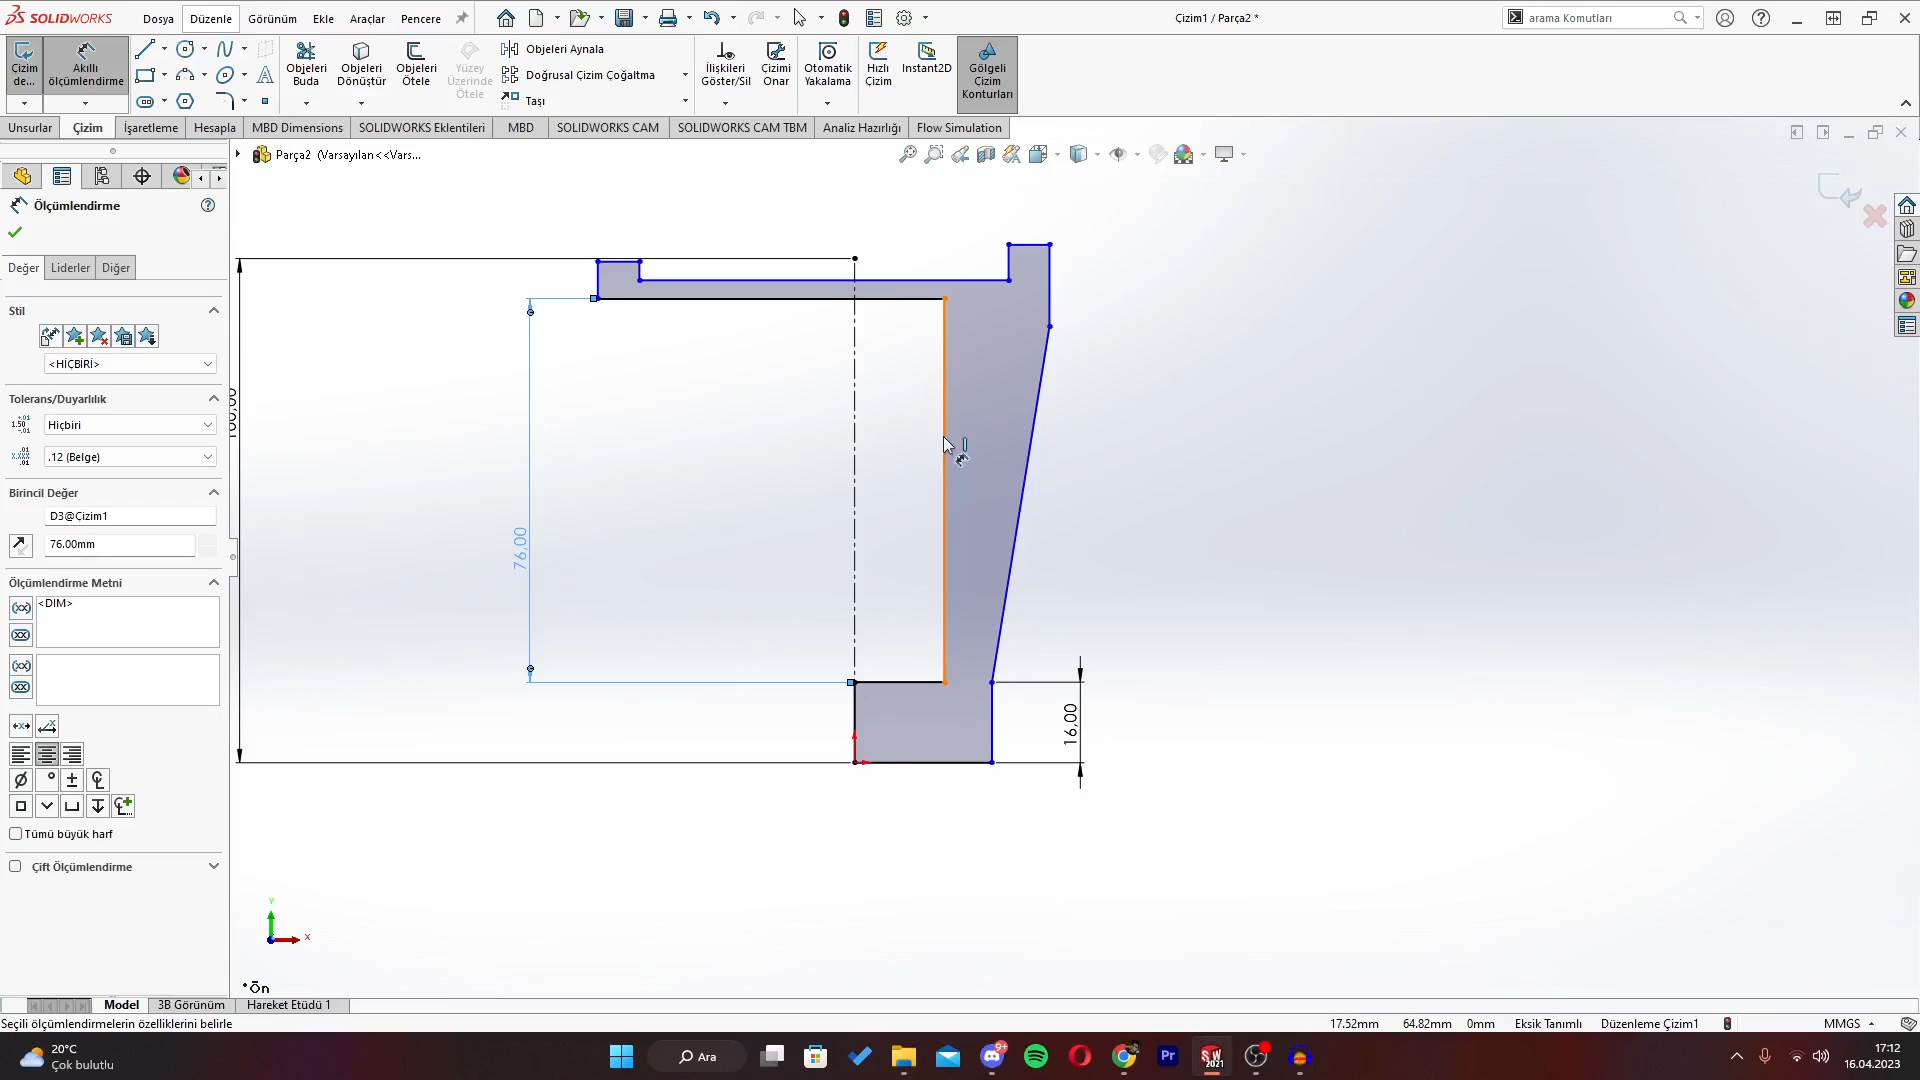 SOLIDWORKS
Dosya
Düzenle
Görünüm
Ekle
Araçlar
Pencere
Çizim1 / Parça2 *
arama Komutları
Çizim
de...
Akıllı
ölçümlendirme
Objeleri
Buda
Objeleri
Dönüştür
Objeleri
Ötele
Yüzey
Üzerinde
Ötele
Objeleri Aynala
Doğrusal Çizim Çoğaltma
Taşı
İlişkileri
Göster/Sil
Çizimi
Onar
Otomatik
Yakalama
Hızlı
Çizim
Instant2D
Gölgeli
Çizim
Konturları
Unsurlar
Çizim
İşaretleme
Hesapla
MBD Dimensions
SOLIDWORKS Eklentileri
MBD
SOLIDWORKS CAM
SOLIDWORKS CAM TBM
Analiz Hazırlığı
Flow Simulation
Parça2 (Varsayılan<<Vars...
Ölçümlendirme
Değer
Liderler
Diğer
Stil
<HİÇBİRİ>
Tolerans/Duyarlılık
Hiçbiri
.12 (Belge)
Birincil Değer
D3@Çizim1
76.00mm
Ölçümlendirme Metni
<DIM>
Tümü büyük harf
Çift Ölçümlendirme
76,00
16,00
Y
X
*Ön
Model
3B Görünüm
Hareket Etüdü 1
Seçili ölçümlendirmelerin özelliklerini belirle
17.52mm
64.82mm
0mm
Eksik Tanımlı
Düzenleme Çizim1
MMGS
20°C
Çok bulutlu
Ara
9+
Pr
SW
2021
17:12
16.04.2023